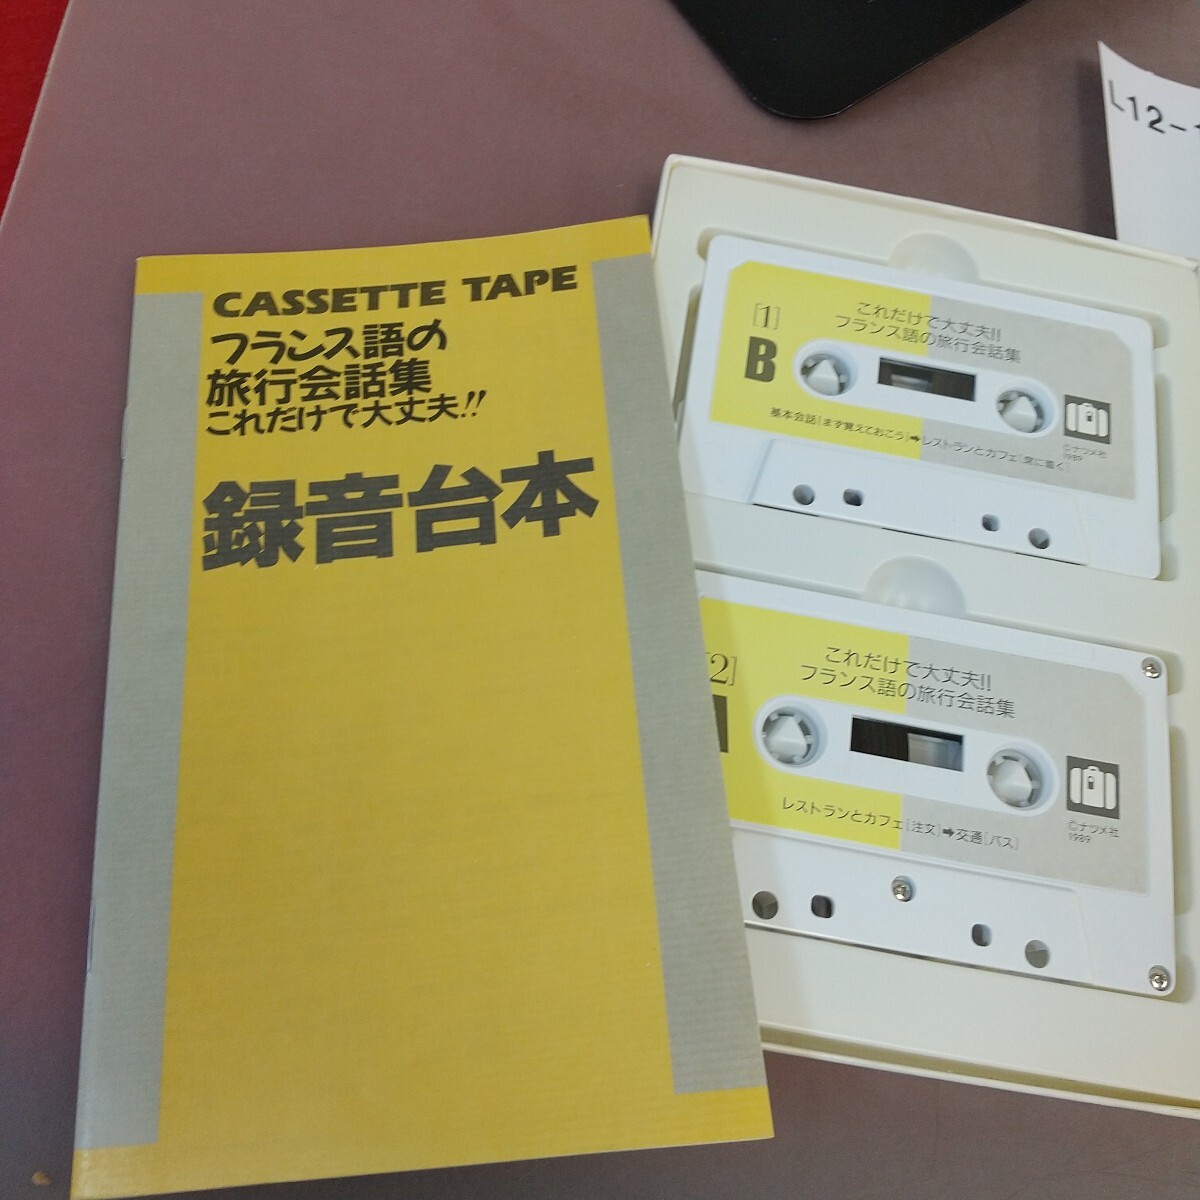 CASSETTE TAPE
フランス語の
旅行会話集
これだけで大丈夫!!
録音台本
L12-
[1]
B
これだけで大丈夫!!
フランス語の旅行会話集
基本会話[まず覚えておこう]➡レストランとカフェ[席に着く]
©ナツメ社
1989
[2]
これだけで大丈夫!!
フランス語の旅行会話集
レストランとカフェ[注文]➡交通[バス]
©ナツメ社
1989